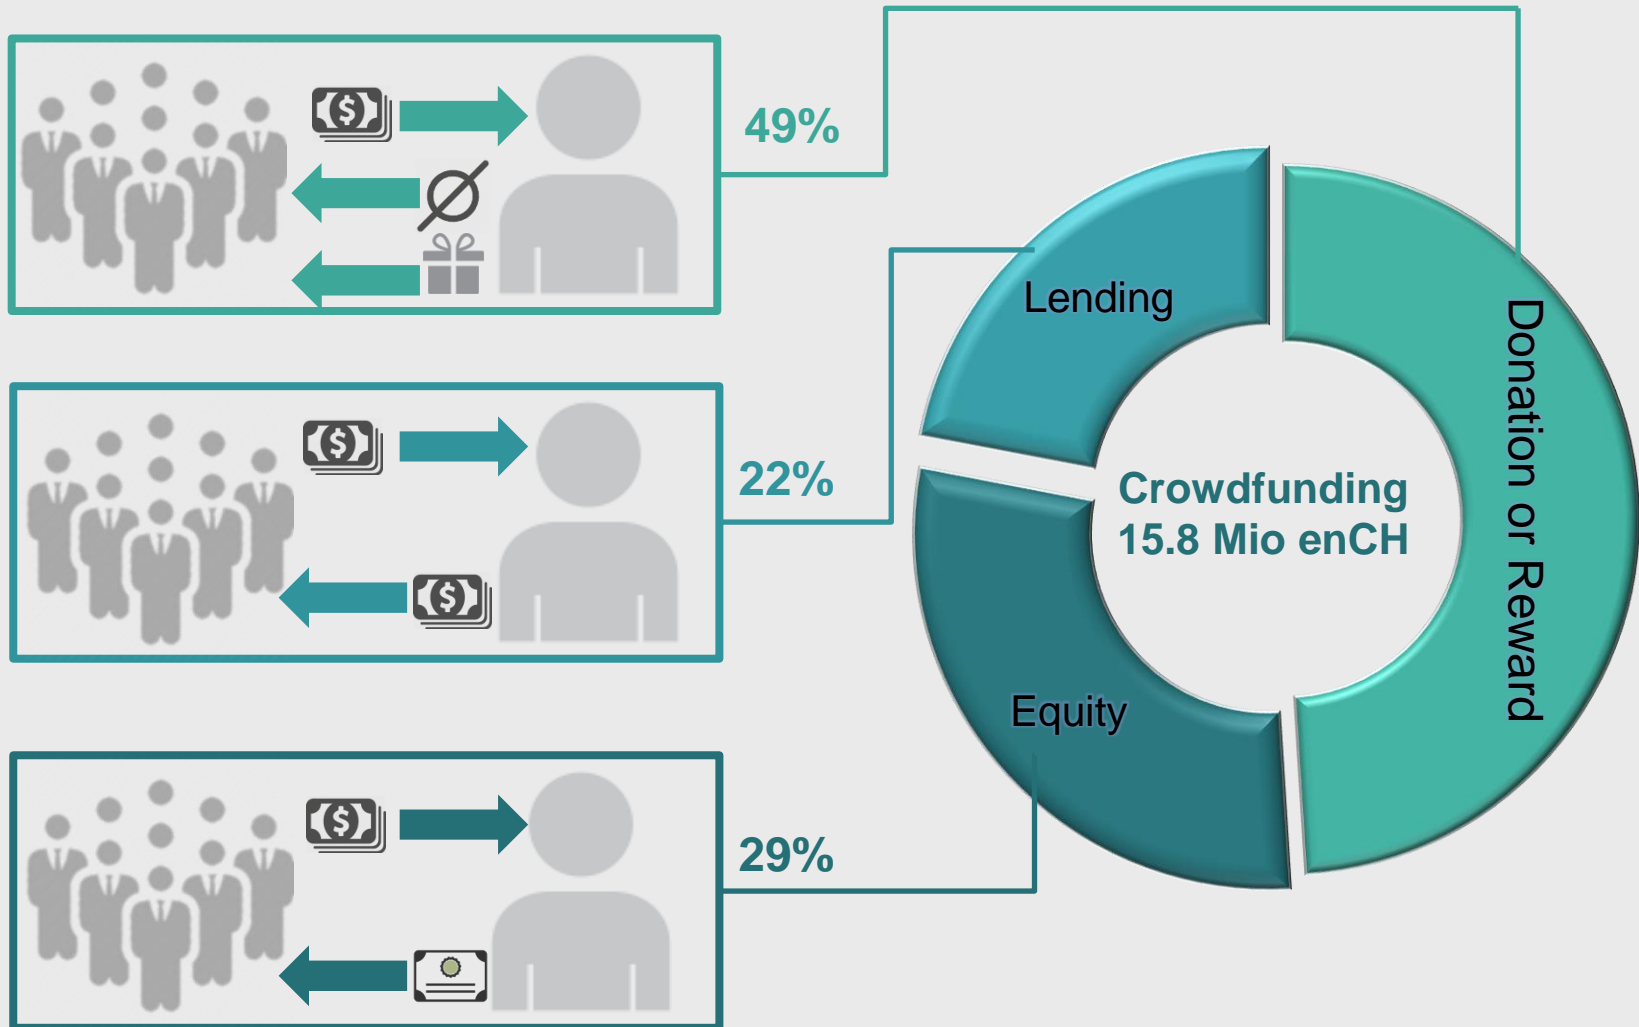 49%
Lending
Donation or Reward
22%
Crowdfunding
15.8 Mio enCH
Equity
29%